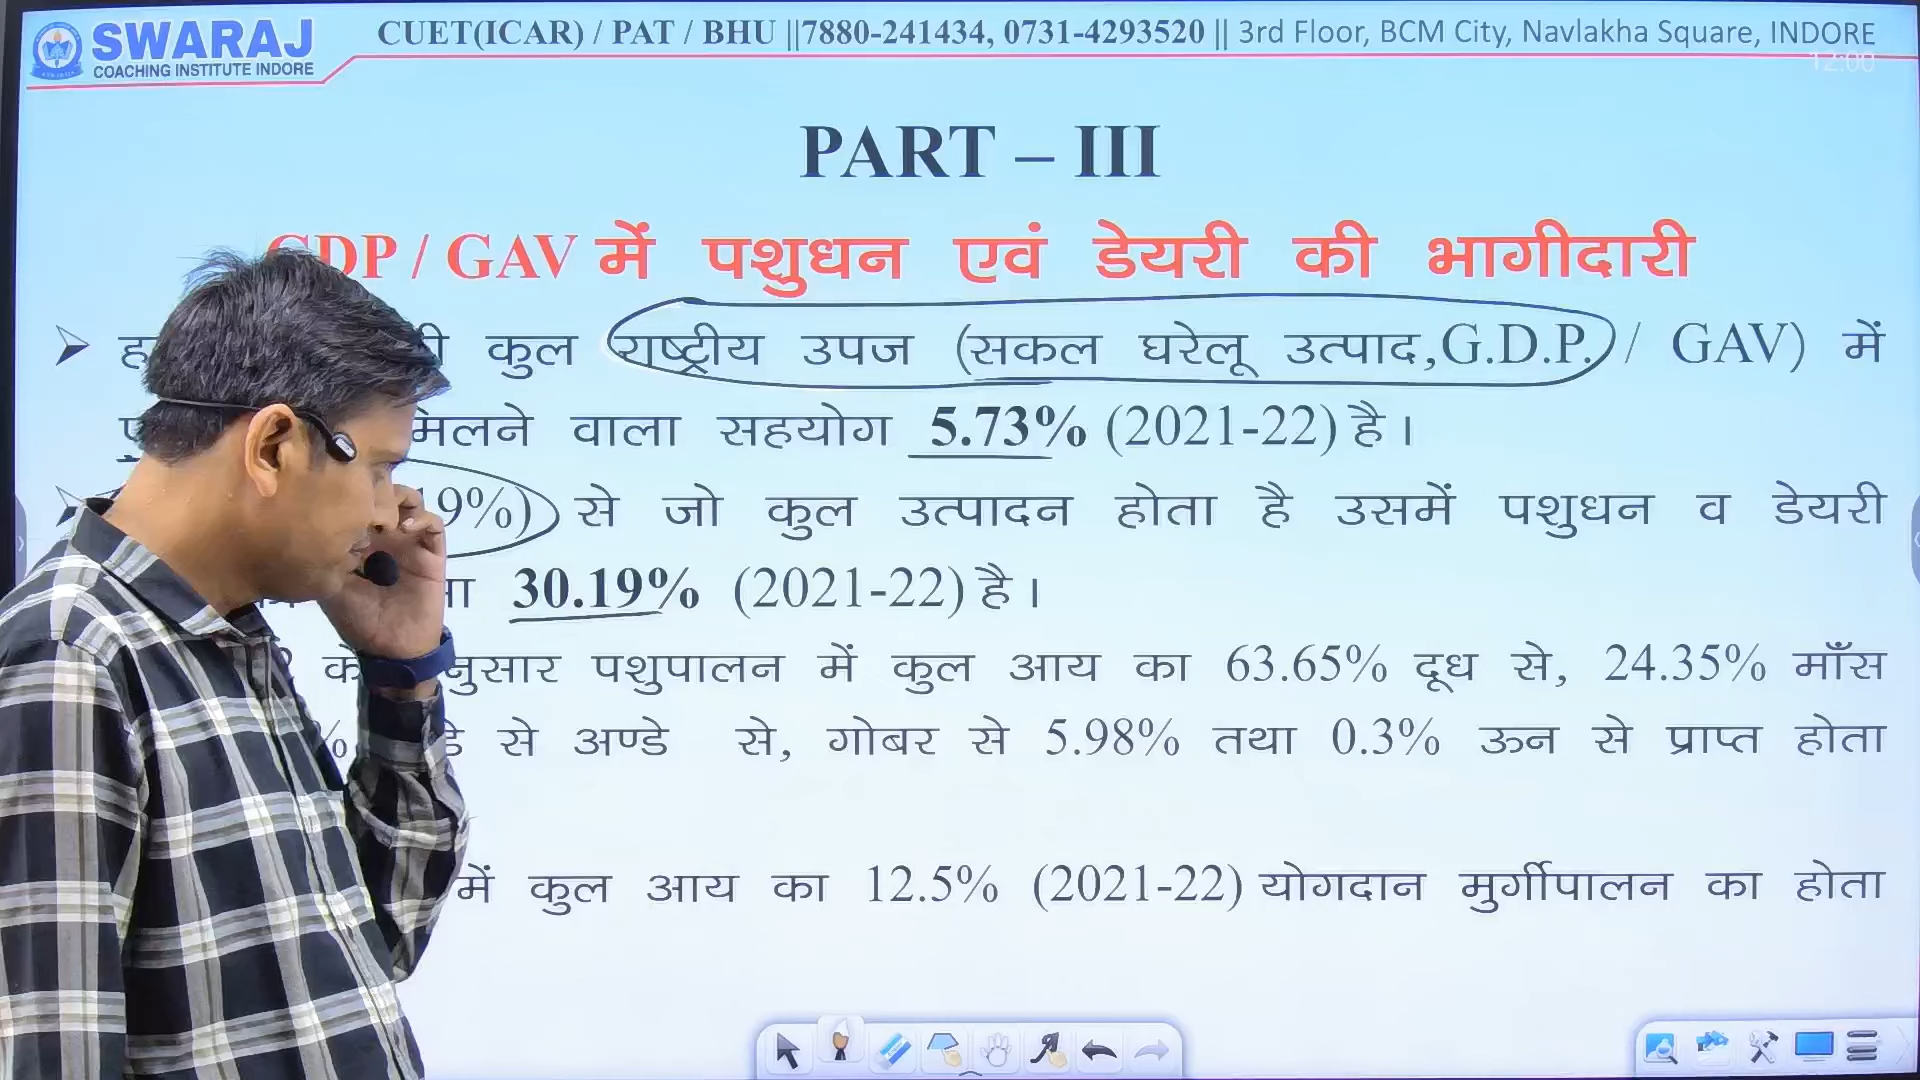 SWARAJ
COACHING INSTITUTE INDORE
CUET(ICAR) / PAT / BHU ||7880-241434, 0731-4293520 || 3rd Floor, BCM City, Navlakha Square, INDORE
12:00
PART – III
GDP / GAV में पशुधन एवं डेयरी की भागीदारी
कुल राष्ट्रीय उपज (सकल घरेलू उत्पाद,G.D.P. / GAV) में
मिलने वाला सहयोग 5.73% (2021-22) है।
19%) से जो कुल उत्पादन होता है उसमें पशुधन व डेयरी
30.19% (2021-22) है।
पशुपालन में कुल आय का 63.65% दूध से, 24.35% माँस
से अण्डे से, गोबर से 5.98% तथा 0.3% ऊन से प्राप्त होता
में कुल आय का 12.5% (2021-22) योगदान मुर्गीपालन का होता